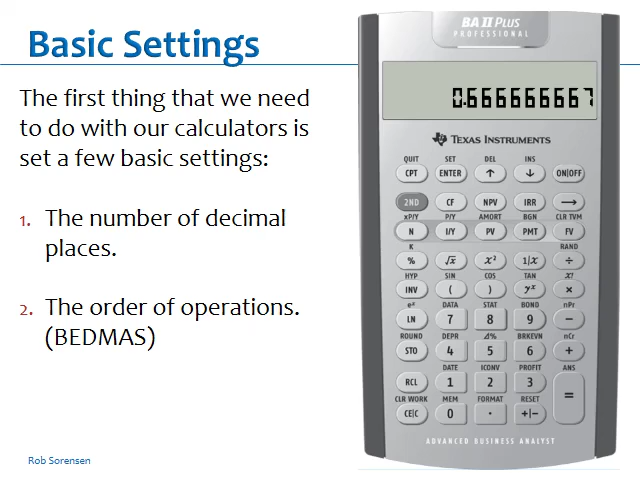 Basic Settings
The first thing that we need
to do with our calculators is
set a few basic settings:
1. The number of decimal
places.
2. The order of operations.
(BEDMAS)
Rob Sorensen
BA II PLUS
PROFESSIONAL
0.6666666667
TEXAS INSTRUMENTS
QUIT SET DEL INS
CPT ENTER ↑ ↓ ON|OFF
2ND CF NPV IRR →
xP/Y P/Y AMORT BGN CLR TVM
N I/Y PV PMT FV
K RAND
% √x x² 1|x ÷
HYP SIN COS TAN x!
INV ( ) yˣ ×
eˣ DATA STAT BOND nPr
LN 7 8 9 −
ROUND DEPR Δ% BRKEVN nCr
STO 4 5 6 +
DATE ICONV PROFIT ANS
RCL 1 2 3 =
CLR WORK MEM FORMAT RESET
CE|C 0 . +|−
ADVANCED BUSINESS ANALYST